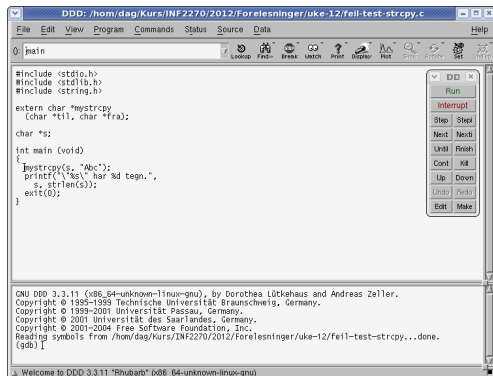 DDD: /hom/dag/Kurs/INF2270/2012/Forelesninger/uke-12/feil-test-strcpy.c
File Edit View Program Commands Status Source Data Help
(): main
Lookup Find» Break Watch Print Display Plot Rotate Set
#include <stdio.h>
#include <stdlib.h>
#include <string.h>
extern char *mystrcpy
(char *til, char *fra);
char *s;
int main (void)
{
mystrcpy(s, "Abc");
printf("\"%s\" har %d tegn.",
s, strlen(s));
exit(0);
}
DDD
Run
Interrupt
Step Stepi
Next Nexti
Until Finish
Cont Kill
Up Down
Undo Redo
Edit Make
GNU DDD 3.3.11 (x86_64-unknown-linux-gnu), by Dorothea Lütkehaus and Andreas Zeller.
Copyright © 1995-1999 Technische Universität Braunschweig, Germany.
Copyright © 1999-2001 Universität Passau, Germany.
Copyright © 2001 Universität des Saarlandes, Germany.
Copyright © 2001-2004 Free Software Foundation, Inc.
Reading symbols from /hom/dag/Kurs/INF2270/2012/Forelesninger/uke-12/feil-test-strcpy...done.
(gdb)
Welcome to DDD 3.3.11 "Rhubarb" (x86_64-unknown-linux-gnu)